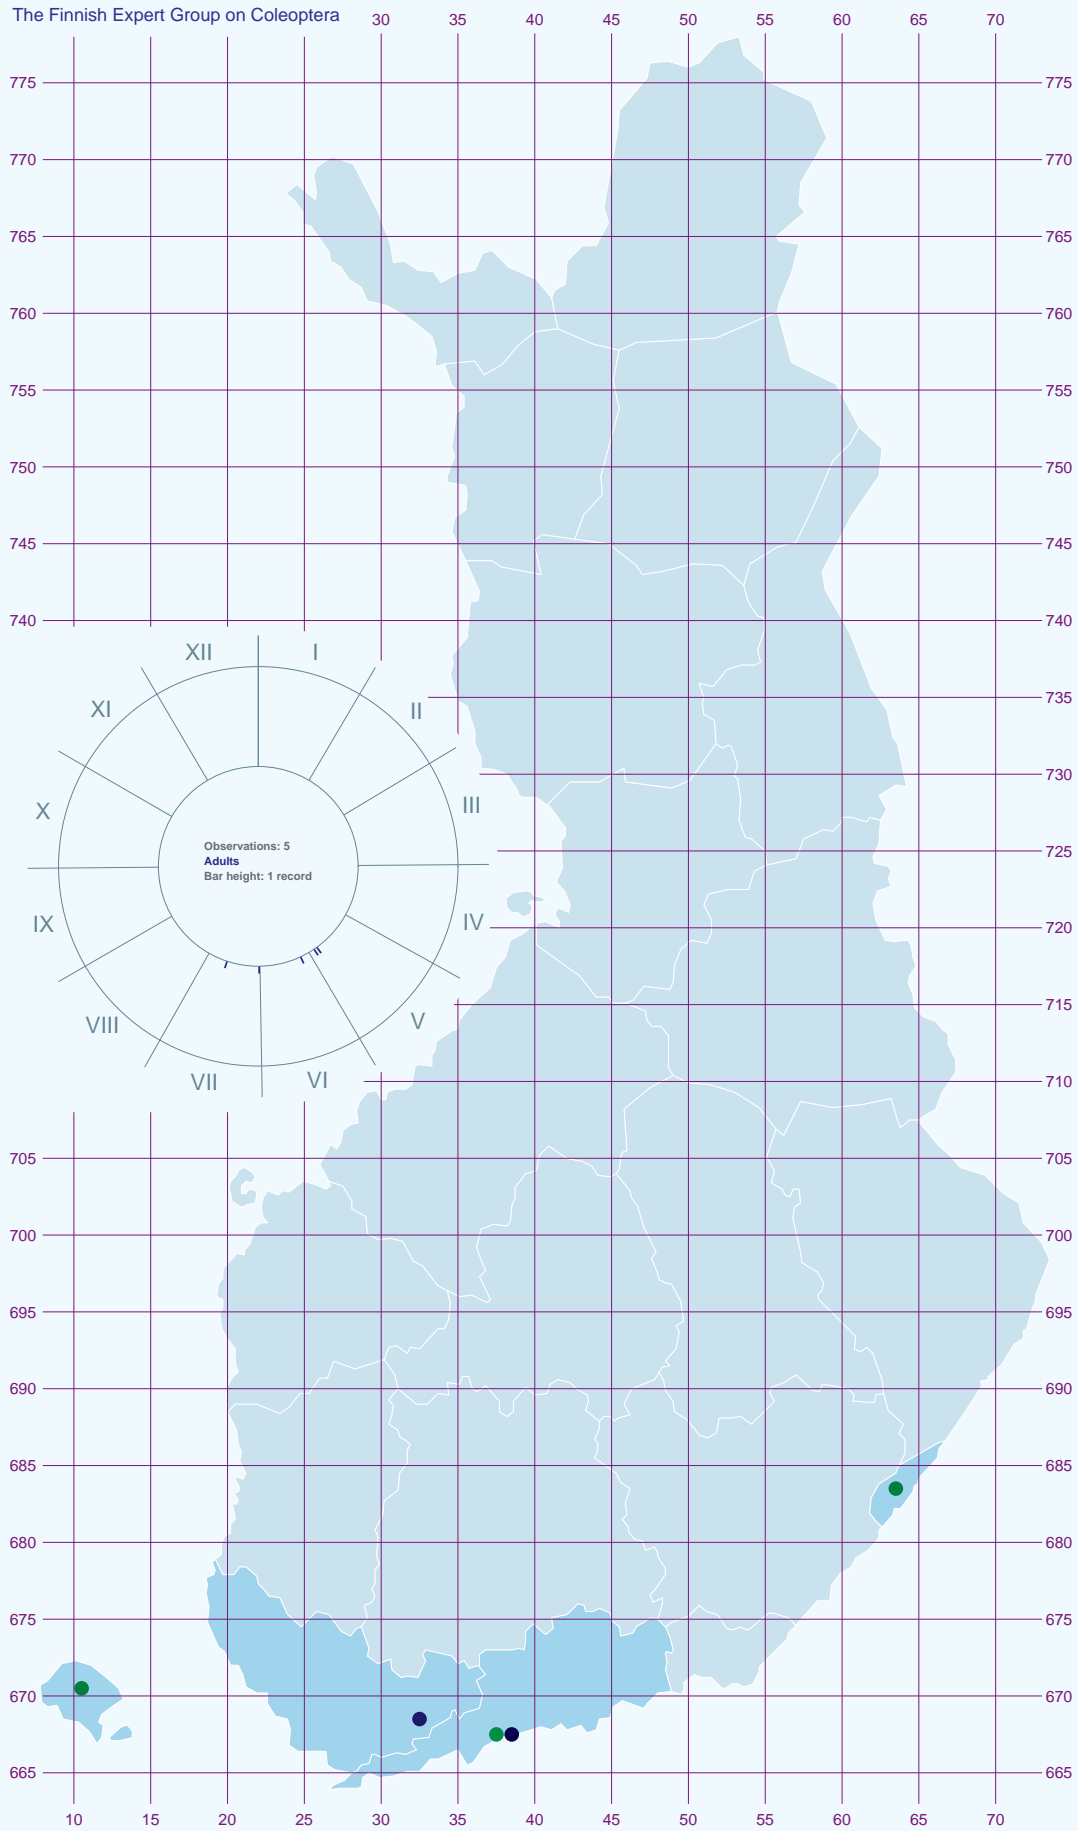 The Finnish Expert Group on Coleoptera 30 35 40 45 50 55 60 65 70
775 775
770 770
765 765
760 760
755 755
750 750
745 745
740 740
XII I
XI II
735
730
X III
725
Observations: 5
Adults
Bar height: 1 record
IX IV
720
715
VIII V
VII VI
710
705 705
700 700
695 695
690 690
685 685
680 680
675 675
670 670
665 665
10 15 20 25 30 35 40 45 50 55 60 65 70